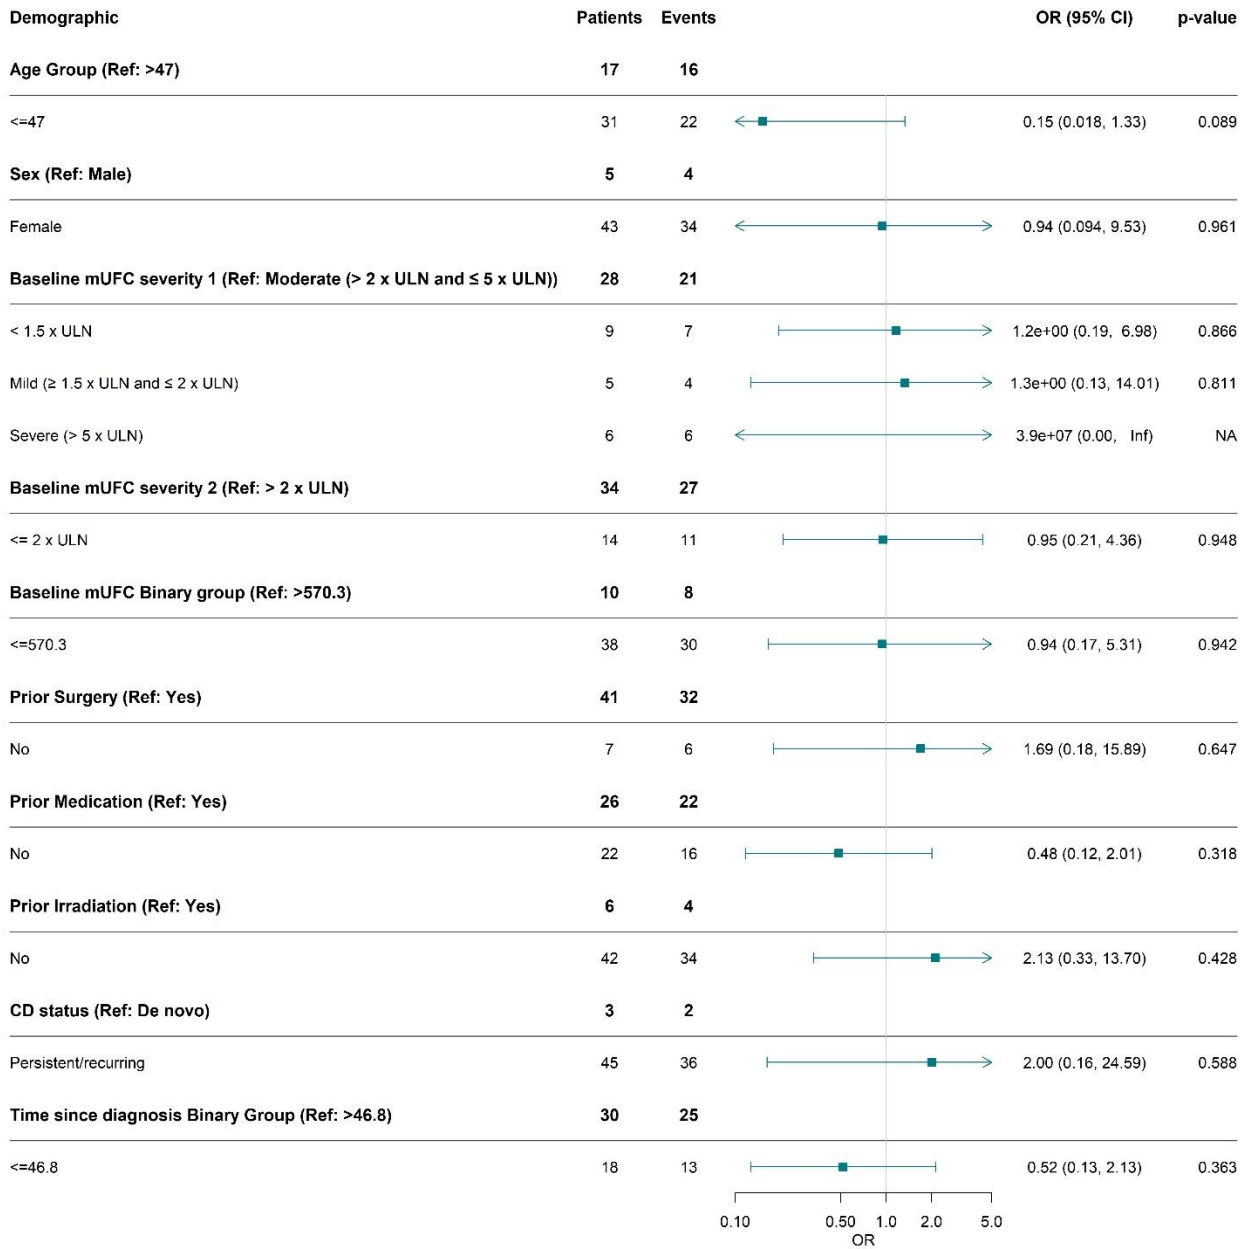 Demographic Patients Events OR (95% CI) p-value
Age Group (Ref: >47) 17 16
<=47 31 22 0.15 (0.018, 1.33) 0.089
Sex (Ref: Male) 5 4
Female 43 34 0.94 (0.094, 9.53) 0.961
Baseline mUFC severity 1 (Ref: Moderate (> 2 x ULN and ≤ 5 x ULN)) 28 21
< 1.5 x ULN 9 7 1.2e+00 (0.19, 6.98) 0.866
Mild (≥ 1.5 x ULN and ≤ 2 x ULN) 5 4 1.3e+00 (0.13, 14.01) 0.811
Severe (> 5 x ULN) 6 6 3.9e+07 (0.00, Inf) NA
Baseline mUFC severity 2 (Ref: > 2 x ULN) 34 27
<= 2 x ULN 14 11 0.95 (0.21, 4.36) 0.948
Baseline mUFC Binary group (Ref: >570.3) 10 8
<=570.3 38 30 0.94 (0.17, 5.31) 0.942
Prior Surgery (Ref: Yes) 41 32
No 7 6 1.69 (0.18, 15.89) 0.647
Prior Medication (Ref: Yes) 26 22
No 22 16 0.48 (0.12, 2.01) 0.318
Prior Irradiation (Ref: Yes) 6 4
No 42 34 2.13 (0.33, 13.70) 0.428
CD status (Ref: De novo) 3 2
Persistent/recurring 45 36 2.00 (0.16, 24.59) 0.588
Time since diagnosis Binary Group (Ref: >46.8) 30 25
<=46.8 18 13 0.52 (0.13, 2.13) 0.363
0.10 0.50 1.0 2.0 5.0
OR